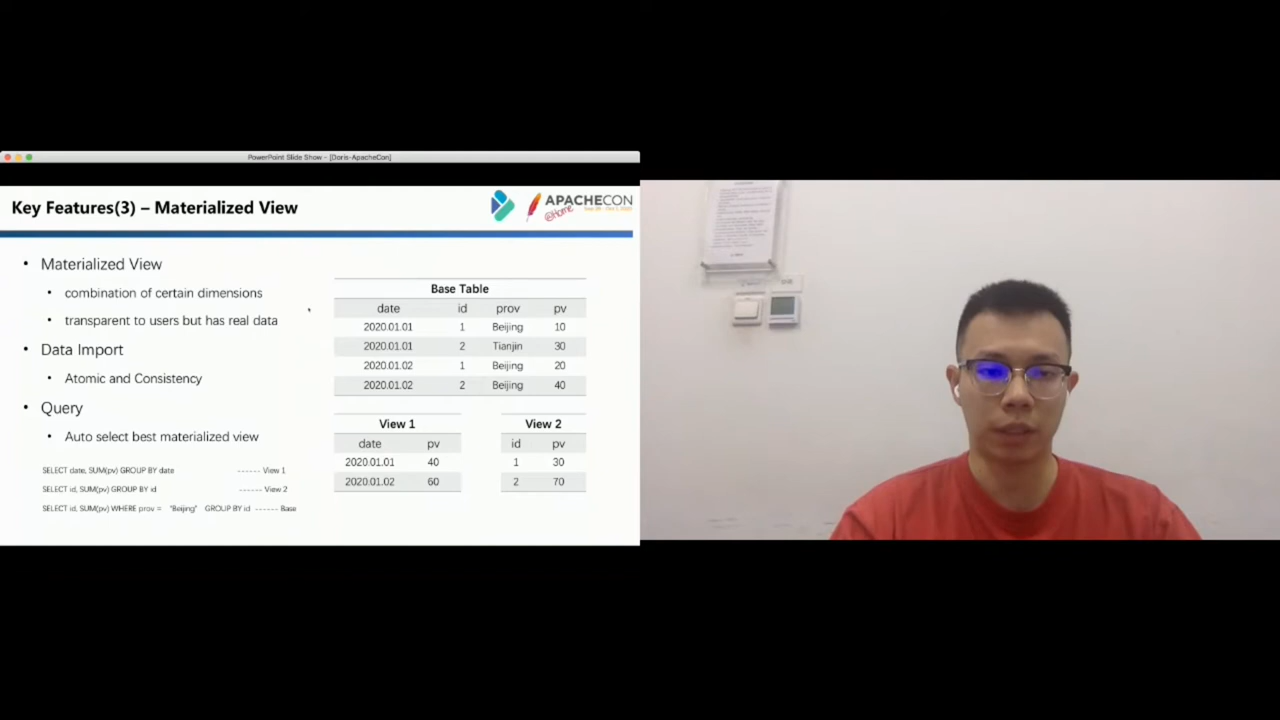 PowerPoint Slide Show - [Doris-ApacheCon]
Key Features(3) – Materialized View
APACHECON
@Home
• Materialized View
• combination of certain dimensions
• transparent to users but has real data
• Data Import
• Atomic and Consistency
• Query
• Auto select best materialized view
SELECT date, SUM(pv) GROUP BY date ------ View 1
SELECT id, SUM(pv) GROUP BY id ------ View 2
SELECT id, SUM(pv) WHERE prov = "Beijing" GROUP BY id ------ Base
Base Table
date id prov pv
2020.01.01 1 Beijing 10
2020.01.01 2 Tianjin 30
2020.01.02 1 Beijing 20
2020.01.02 2 Beijing 40
View 1
date pv
2020.01.01 40
2020.01.02 60
View 2
id pv
1 30
2 70